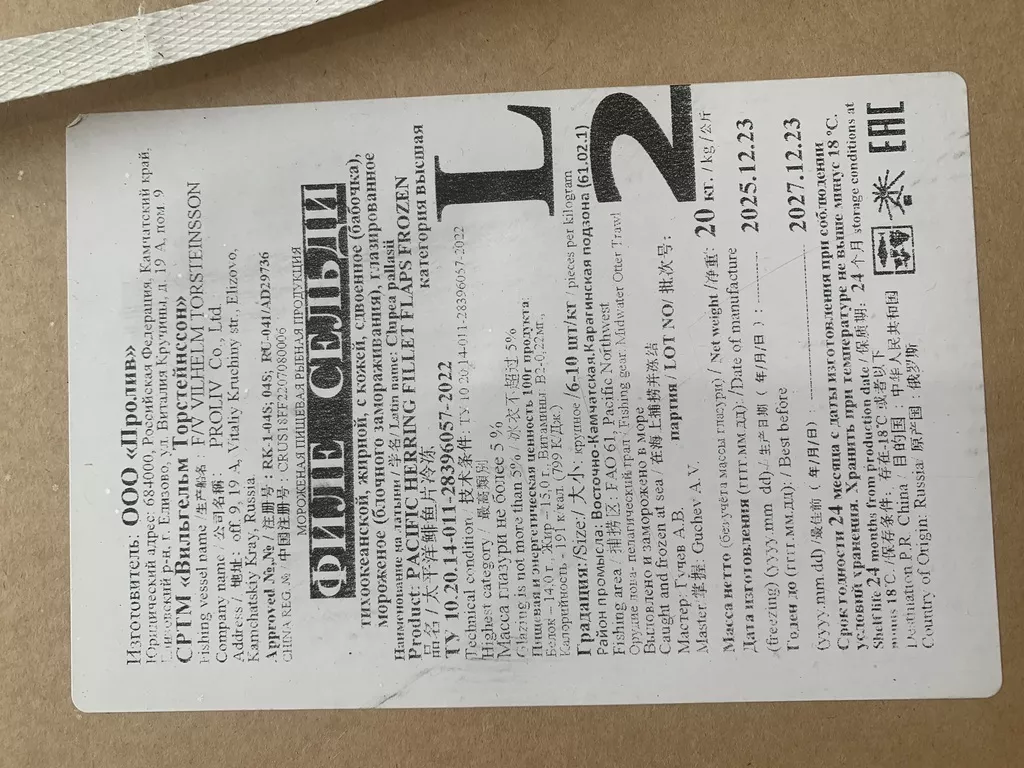 Изготовитель: ООО «Пролив»
Юридический адрес: 684000, Российская Федерация, Камчатский край,
Елизовский р-н, г. Елизово, ул. Виталия Кручины, д. 19 А, пом 9
СРТМ «Вильгельм Торстейнссон»
Fishing vessel name / 生产船名: F/V VILHELM TORSTEINSSON
Company name / 公司名稱: PROLIV Co., Ltd
Address / 地址: off 9, 19 A, Vitaliy Kruchiny str., Elizovo,
Kamchatskiy Kray, Russia.
Approved №,№ / 注册号: RK-1-04S; 04S; RU-041/AD29736
CHINA REG. № / 中国注册号: CRUS18FF2207080006
МОРОЖЕНАЯ ПИЩЕВАЯ РЫБНАЯ ПРОДУКЦИЯ
ФИЛЕ СЕЛЬДИ
тихоокеанской, жирной, с кожей, сдвоенное (бабочка),
мороженое (блочного замораживания), глазированное
Наименование на латыни / 学名/ Latin name: Clupea pallasii
Product: PACIFIC HERRING FILLET FLAPS FROZEN
品名 / 太平洋鲱鱼片冷冻
категория высшая
ТУ 10.20.14-011-28396057-2022
Technical condition / 技术条件: ТУ 10.20.14-011-28396057-2022
Highest category / 最高類别
Масса глазури не более 5 %
Glazing is not more than 5% / 冰衣不超过 5%
Пищевая и энергетическая ценность 100г продукта:
Белок – 14,0 г., Жир – 15,0 г., Витамины В2-0,22мг.,
Калорийность - 191 ккал. (799 КДж.)
L
Градация:/Size:/大小: крупное /6-10 шт/кг / pieces per kilogram
Район промысла: Восточно-Камчатская,Карагинская подзона (61.02.1)
Fishing area / 捕捞区: FAO 61, Pacific Northwest
Орудие лова- пелагический трал / Fishing gear: Midwater Otter Trawl
Выловлено и заморожено в море
Caught and frozen at sea / 在海上捕捞并冻结
Мастер: Гучев А.В.
партия / LOT NO/ 批次号:
Master:掌握: Guchev A.V.
2
Масса нетто (без учёта массы глазури) / Net weight /净重: 20 кг. / kg /公斤
Дата изготовления (гггг.мм.дд): /Date of manufacture
(freezing) (yyyy.mm dd) / 生产日期 ( 年/月/日 ): 2025.12.23
Годен до (гггг.мм.дд): / Best before
(yyyy.mm.dd) / 最佳前 ( 年/月/日): 2027.12.23
Срок годности 24 месяца с даты изготовления при соблюдении
условий хранения. Хранить при температуре не выше минус 18°C.
Shelf life 24 months from production date / 保质期: 24 个月 storage conditions at
minus 18°C. /保存条件: 存在-18°C 或者以下
Destination P.R. China / 目的国: 中华人民共和国
Country of Origin: Russia/ 原产国: 俄罗斯
EAC